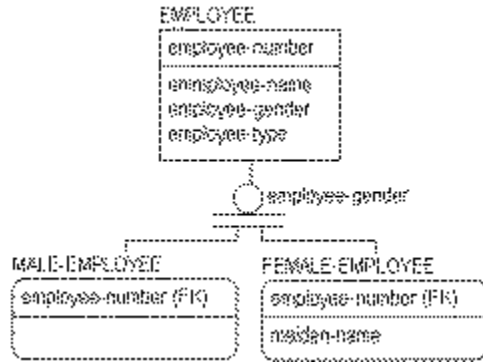 EMPLOYEE
employee-number
emmployee-name
employee-gender
employee-type
employee-gender
MALE-EMPLOYEE
employee-number (FK)
FEMALE-EMPLOYEE
employee-number (FK)
maiden-name